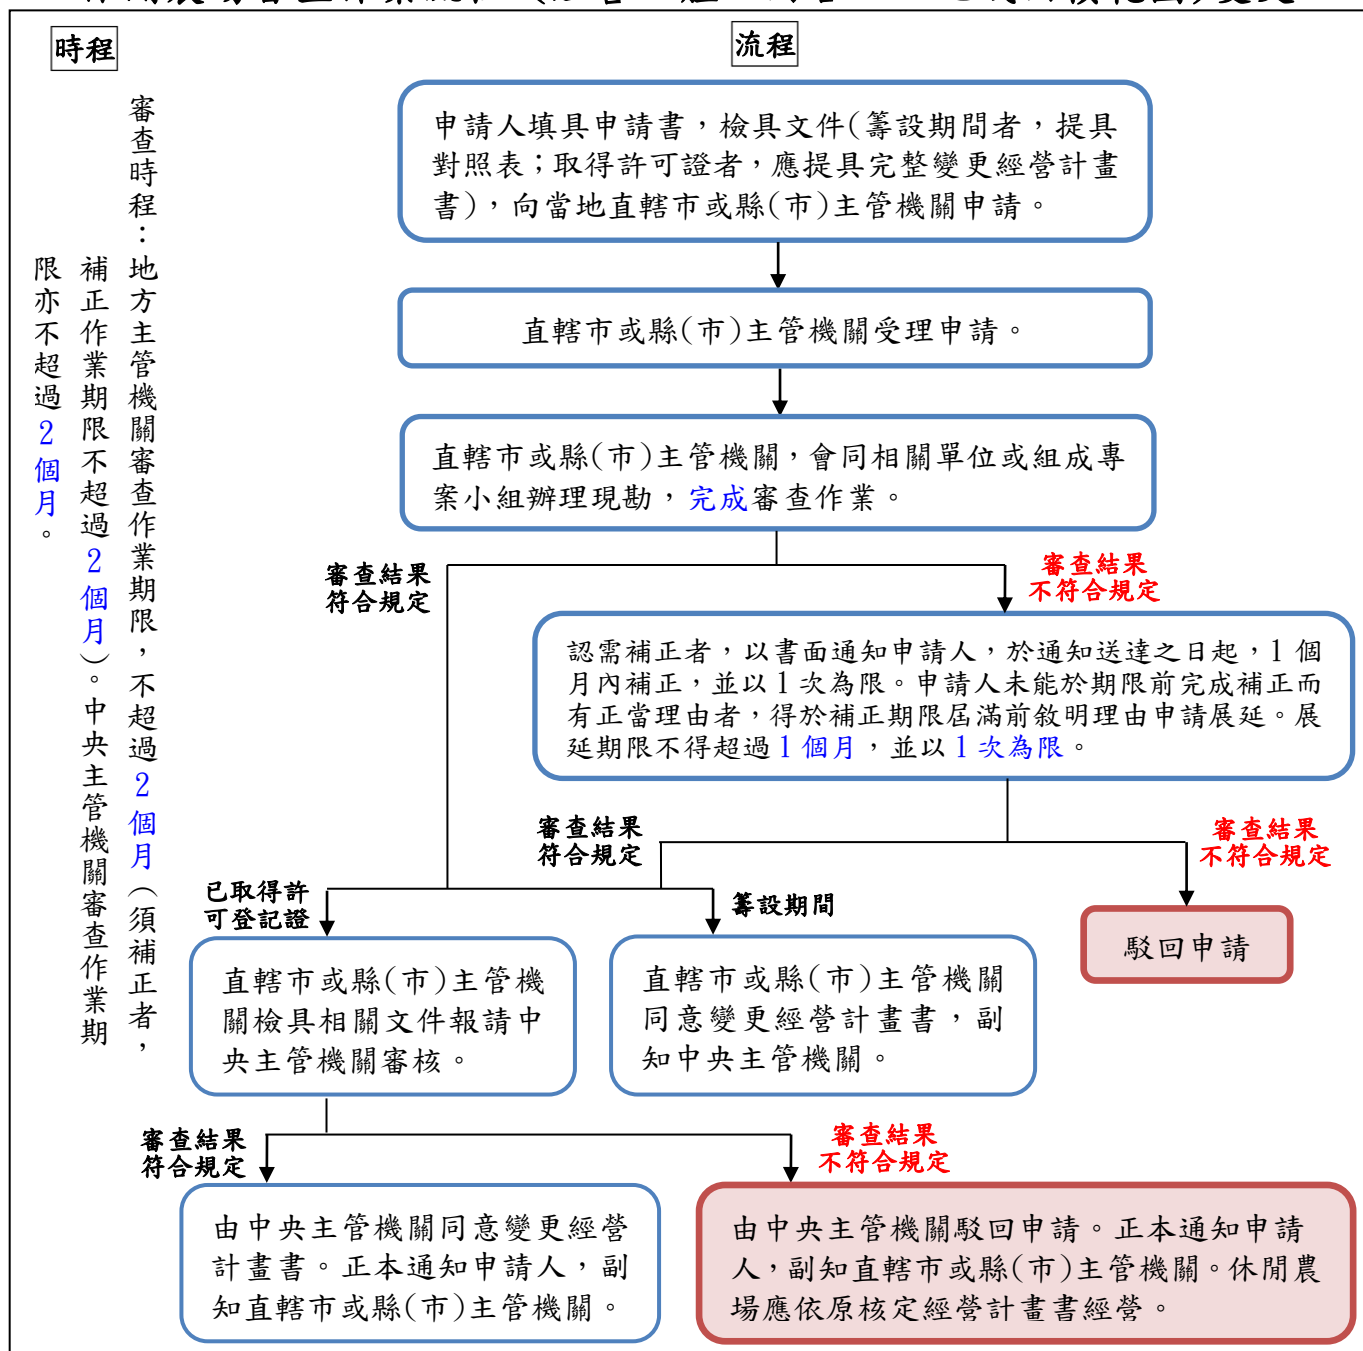 時程
流程
審查時程：地方主管機關審查作業期限，不超過2個月（須補正者，
補正作業期限不超過2個月）。中央主管機關審查作業期
限亦不超過2個月。
申請人填具申請書，檢具文件(籌設期間者，提具
對照表；取得許可證者，應提具完整變更經營計畫
書)，向當地直轄市或縣(市)主管機關申請。
直轄市或縣(市)主管機關受理申請。
直轄市或縣(市)主管機關，會同相關單位或組成專
案小組辦理現勘，完成審查作業。
審查結果
符合規定
審查結果
不符合規定
認需補正者，以書面通知申請人，於通知送達之日起，1個
月內補正，並以1次為限。申請人未能於期限前完成補正而
有正當理由者，得於補正期限屆滿前敘明理由申請展延。展
延期限不得超過1個月，並以1次為限。
審查結果
符合規定
審查結果
不符合規定
已取得許
可登記證
籌設期間
駁回申請
直轄市或縣(市)主管機
關檢具相關文件報請中
央主管機關審核。
直轄市或縣(市)主管機關
同意變更經營計畫書，副
知中央主管機關。
審查結果
符合規定
審查結果
不符合規定
由中央主管機關同意變更經營
計畫書。正本通知申請人，副
知直轄市或縣(市)主管機關。
由中央主管機關駁回申請。正本通知申請
人，副知直轄市或縣(市)主管機關。休閒農
場應依原核定經營計畫書經營。